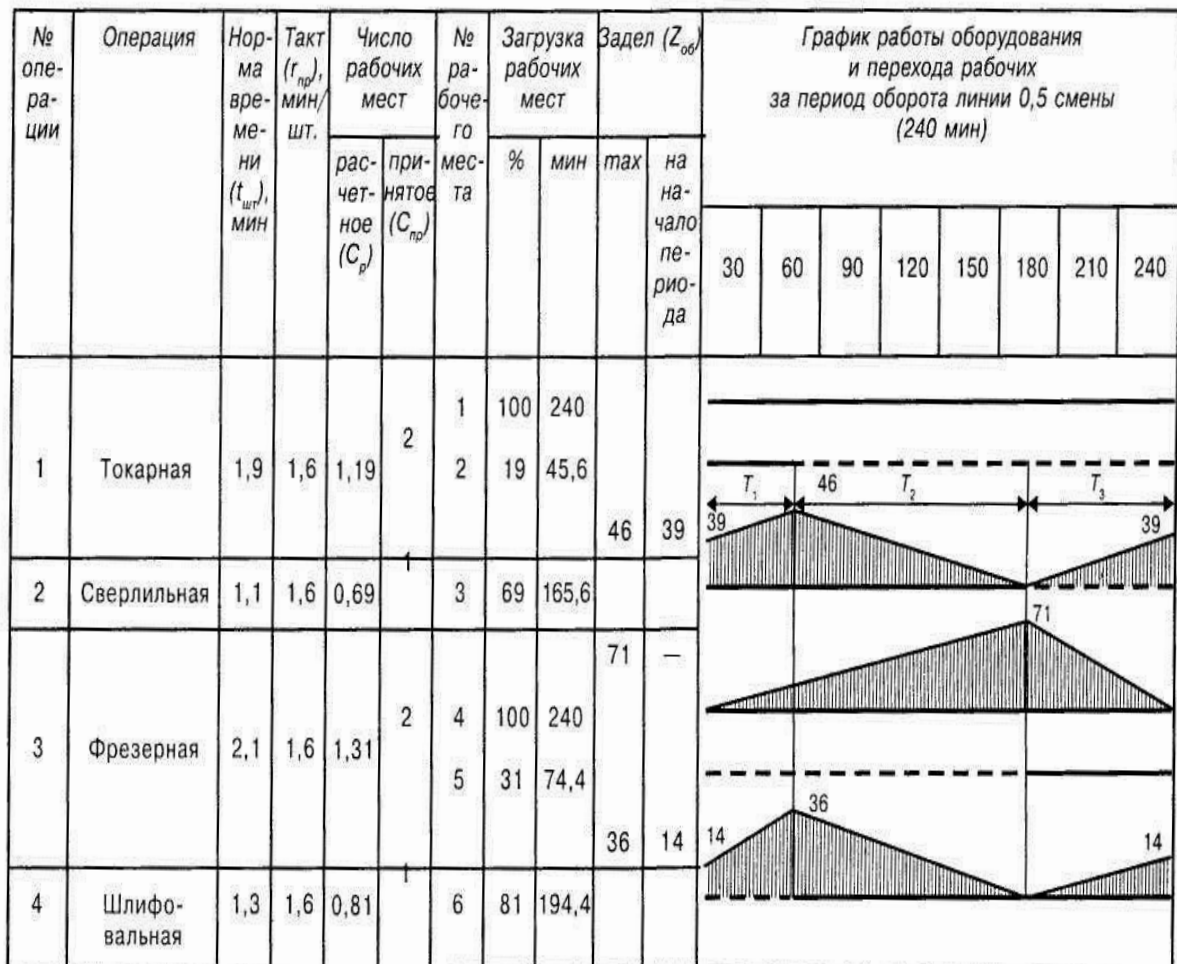 № опе- ра- ции
Операция
Нор- ма вре- ме- ни (t_шт), мин
Такт (r_пр), мин/ шт.
Число рабочих мест
рас- чет- ное (C_р)
при- нятое (C_пр)
№ ра- боче- го мес- та
Загрузка рабочих мест
%
мин
Задел (Z_об)
max
на на- чало пе- рио- да
График работы оборудования
и перехода рабочих
за период оборота линии 0,5 смены
(240 мин)
30 60 90 120 150 180 210 240
1 100 240
2
1 Токарная 1,9 1,6 1,19 2 19 45,6
T₁ 46 T₂ T₃
46 39 39 39
1
2 Сверлильная 1,1 1,6 0,69 3 69 165,6
71
71 —
2 4 100 240
3 Фрезерная 2,1 1,6 1,31
5 31 74,4
36
36 14 14 14
1
4 Шлифо- 1,3 1,6 0,81 6 81 194,4
вальная